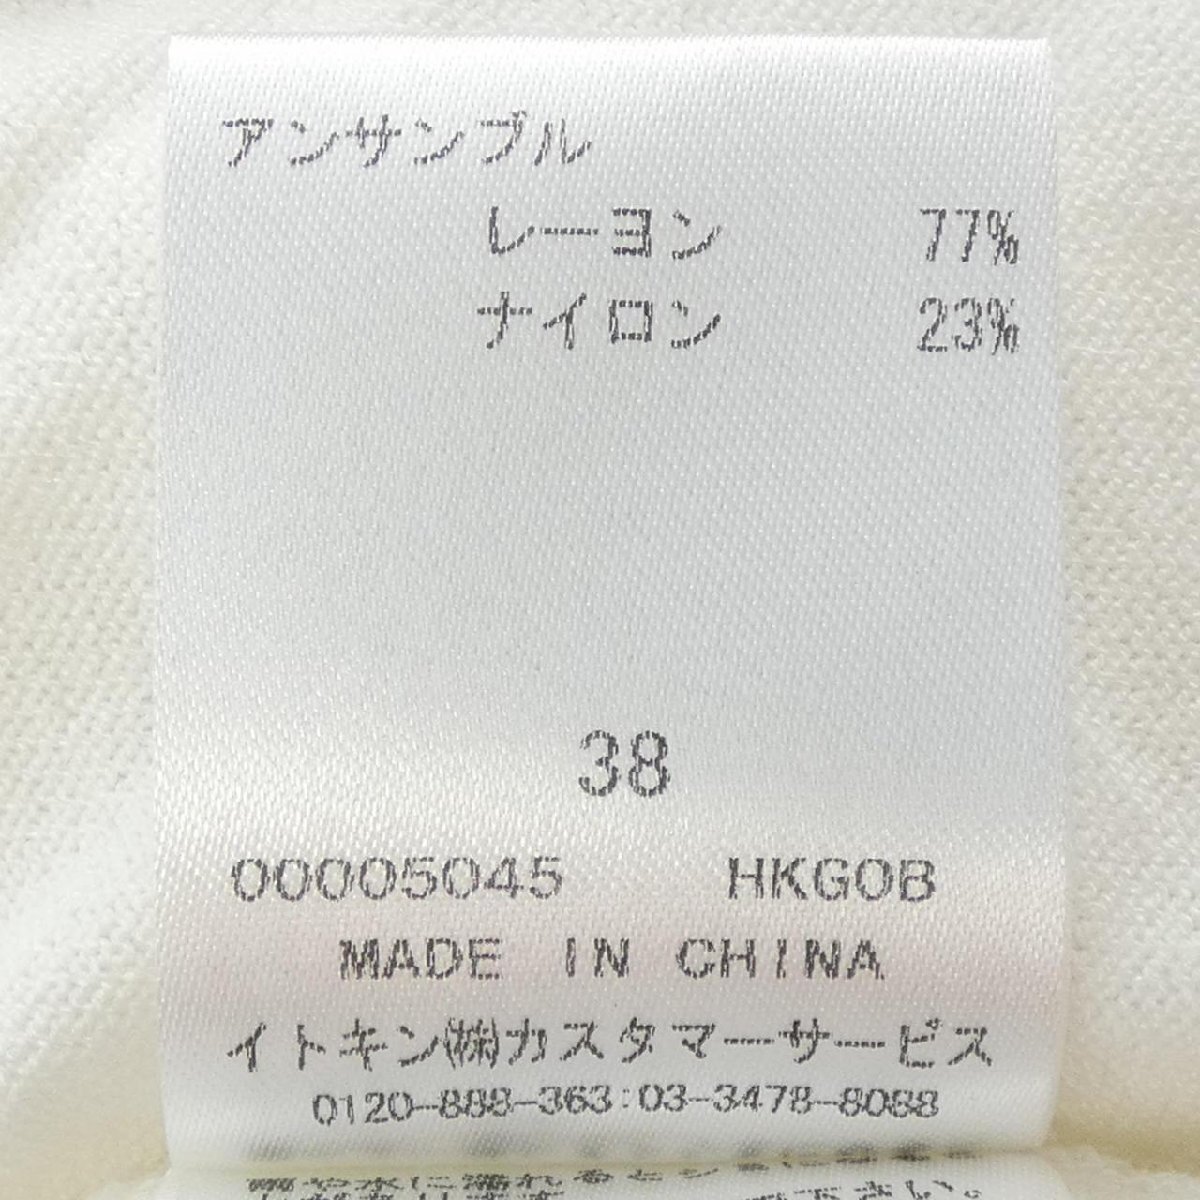 アンサンブル
レーヨン 77%
ナイロン 23%
38
00005045 HKGOB
MADE IN CHINA
イトキン㈱カスタマーサービス
0120-888-363:03-3478-8088